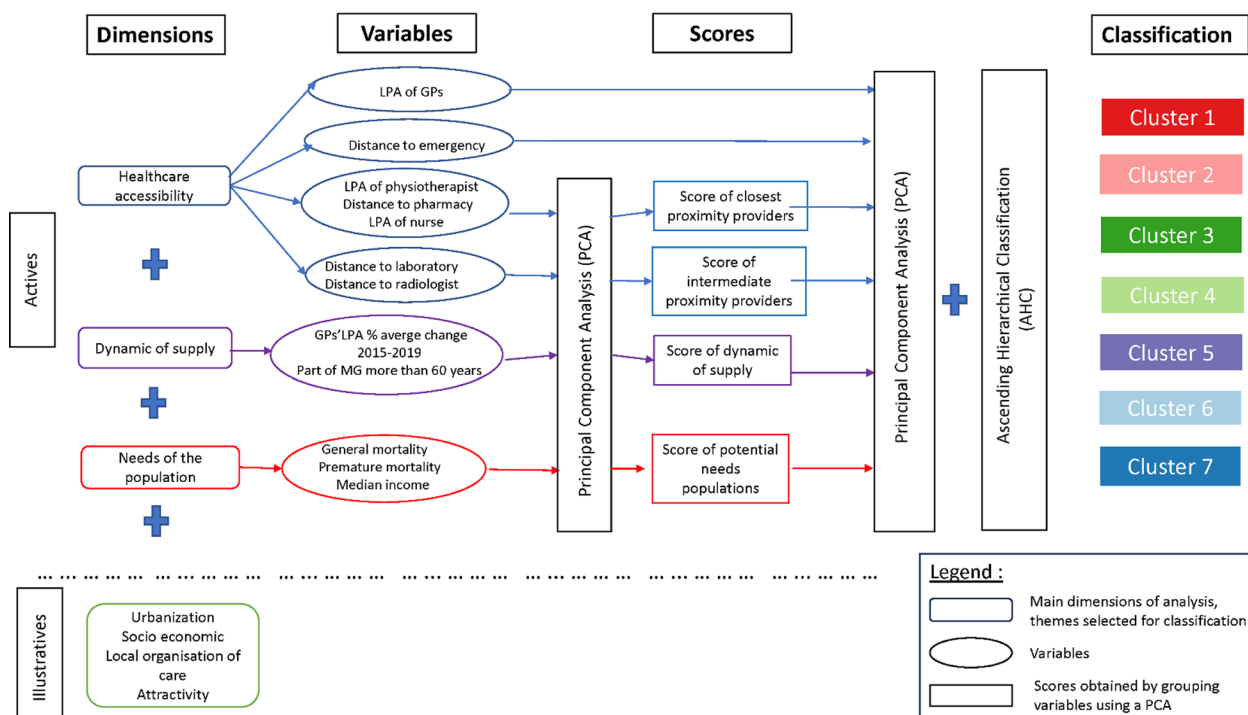 Dimensions
Variables
Scores
Classification
Actives
Healthcare
accessibility
LPA of GPs
Distance to emergency
LPA of physiotherapist
Distance to pharmacy
LPA of nurse
Distance to laboratory
Distance to radiologist
Dynamic of supply
GPs'LPA % averge change
2015-2019
Part of MG more than 60 years
Needs of the
population
General mortality
Premature mortality
Median income
Principal Component Analysis (PCA)
Score of closest
proximity providers
Score of
intermediate
proximity providers
Score of dynamic
of supply
Score of potential
needs
populations
Principal Component Analysis (PCA)
Ascending Hierarchical Classification
(AHC)
Cluster 1
Cluster 2
Cluster 3
Cluster 4
Cluster 5
Cluster 6
Cluster 7
Illustratives
Urbanization
Socio economic
Local organisation of
care
Attractivity
Legend :
Main dimensions of analysis,
themes selected for classification
Variables
Scores obtained by grouping
variables using a PCA